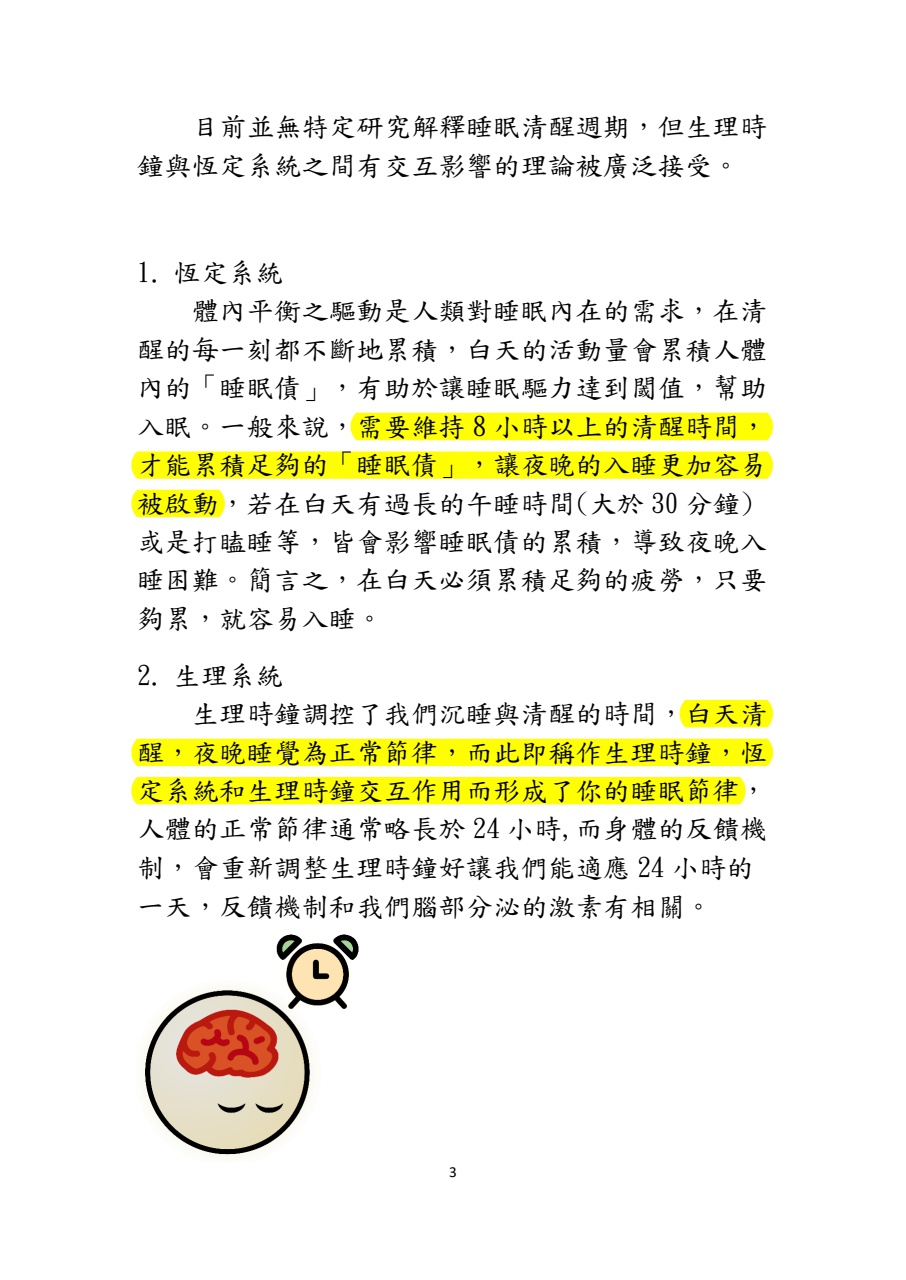 目前並無特定研究解釋睡眠清醒週期，但生理時
鐘與恆定系統之間有交互影響的理論被廣泛接受。
1. 恆定系統
體內平衡之驅動是人類對睡眠內在的需求，在清
醒的每一刻都不斷地累積，白天的活動量會累積人體
內的「睡眠債」，有助於讓睡眠驅力達到閾值，幫助
入眠。一般來說，需要維持 8 小時以上的清醒時間，
才能累積足夠的「睡眠債」，讓夜晚的入睡更加容易
被啟動，若在白天有過長的午睡時間(大於 30 分鐘)
或是打瞌睡等，皆會影響睡眠債的累積，導致夜晚入
睡困難。簡言之，在白天必須累積足夠的疲勞，只要
夠累，就容易入睡。
2. 生理系統
生理時鐘調控了我們沉睡與清醒的時間，白天清
醒，夜晚睡覺為正常節律，而此即稱作生理時鐘，恆
定系統和生理時鐘交互作用而形成了你的睡眠節律，
人體的正常節律通常略長於 24 小時,而身體的反饋機
制，會重新調整生理時鐘好讓我們能適應 24 小時的
一天，反饋機制和我們腦部分泌的激素有相關。
3